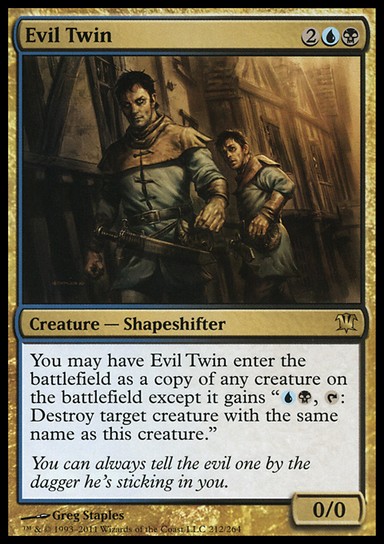 Evil Twin 2
Creature — Shapeshifter
You may have Evil Twin enter the
battlefield as a copy of any creature on
the battlefield except it gains “ , :
Destroy target creature with the same
name as this creature.”
You can always tell the evil one by the
dagger he’s sticking in you.
Greg Staples
™ & © 1993-2011 Wizards of the Coast LLC 212/264
0/0